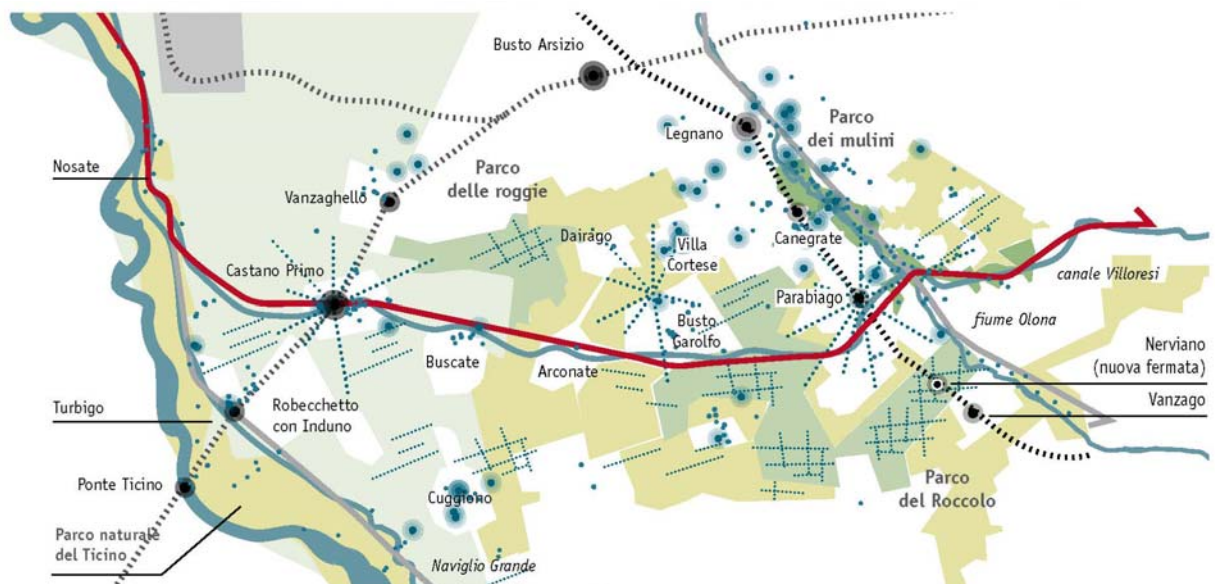 Busto Arsizio
Legnano
Parco
dei mulini
Nosate
Parco
delle roggie
Vanzaghello
Dairago
Villa
Cortese
Canegrate
Castano Primo
canale Villoresi
Parabiago
fiume Olona
Busto
Garolfo
Buscate
Arconate
Nerviano
(nuova fermata)
Vanzago
Turbigo
Robecchetto
con Induno
Ponte Ticino
Cuggiono
Parco
del Roccolo
Parco naturale
del Ticino
Naviglio Grande